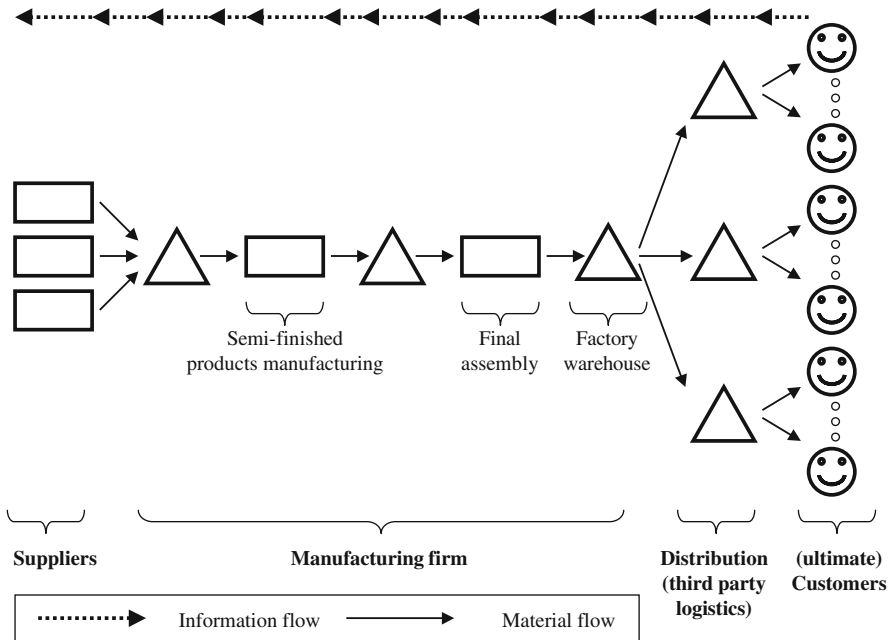 Semi-finished
products manufacturing
Final
assembly
Factory
warehouse
Suppliers
Manufacturing firm
Distribution
(third party
logistics)
(ultimate)
Customers
Information flow
Material flow